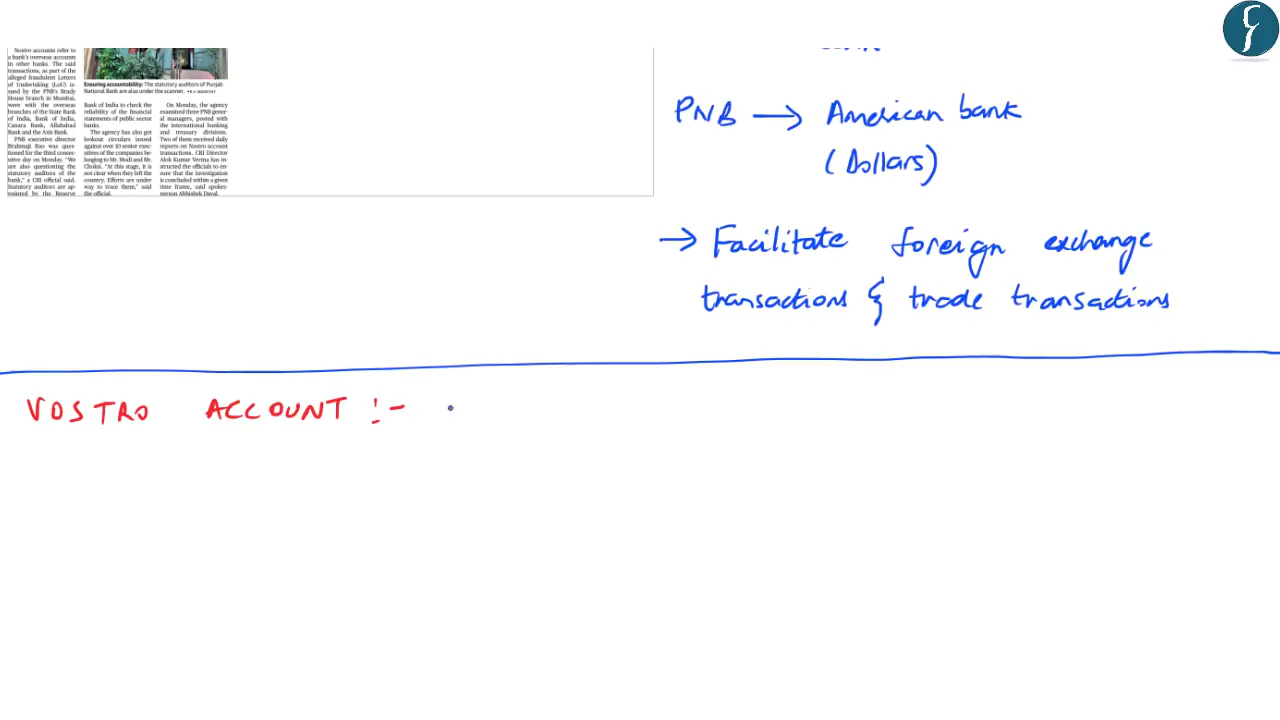 Nostro accounts refer to
a bank's overseas accounts
in other banks. The said
transactions, as part of the
alleged fraudulent Letters
of Undertaking (LoU) is-
sued by the PNB's Brady
House branch in Mumbai,
were with the overseas
branches of the State Bank
of India, Bank of India,
Canara Bank, Allahabad
Bank and the Axis Bank.
PNB executive director
Brahmaji Rao was ques-
tioned for the third consec-
utive day on Monday. "We
are also questioning the
statutory auditors of the
bank," a CBI official said.
Statutory auditors are ap-
pointed by the Reserve
Ensuring accountability: The statutory auditors of Punjab
National Bank are also under the scanner.
Bank of India to check the
reliability of the financial
statements of public sector
banks.
The agency has also got
lookout circulars issued
against over 10 senior exec-
utives of the companies be-
longing to Mr. Modi and Mr.
Choksi. "At this stage, it is
not clear when they left the
country. Efforts are under
way to trace them," said
the official.
On Monday, the agency
examined three PNB gener-
al managers, posted with
the international banking
and treasury divisions.
Two of them received daily
reports on Nostro account
transactions. CBI Director
Alok Kumar Verma has in-
structed the officials to en-
sure that the investigation
is concluded within a given
time frame, said spokes-
person Abhishek Dayal.
PNB → American bank
(Dollars)
→ Facilitate foreign exchange
transactions & trade transactions
VOSTRO ACCOUNT :-